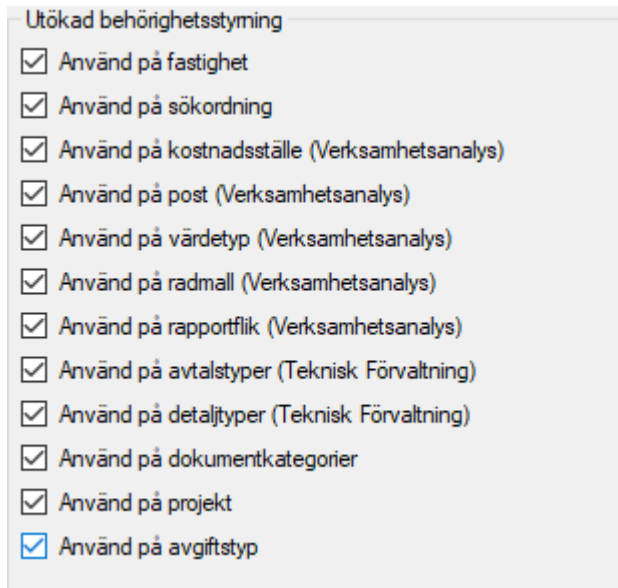 Utökad behörighetsstyrning
Använd på fastighet
Använd på sökordning
Använd på kostnadsställe (Verksamhetsanalys)
Använd på post (Verksamhetsanalys)
Använd på värdetyp (Verksamhetsanalys)
Använd på radmall (Verksamhetsanalys)
Använd på rapportflik (Verksamhetsanalys)
Använd på avtalstyper (Teknisk Förvaltning)
Använd på detaljtyper (Teknisk Förvaltning)
Använd på dokumentkategorier
Använd på projekt
Använd på avgiftstyp